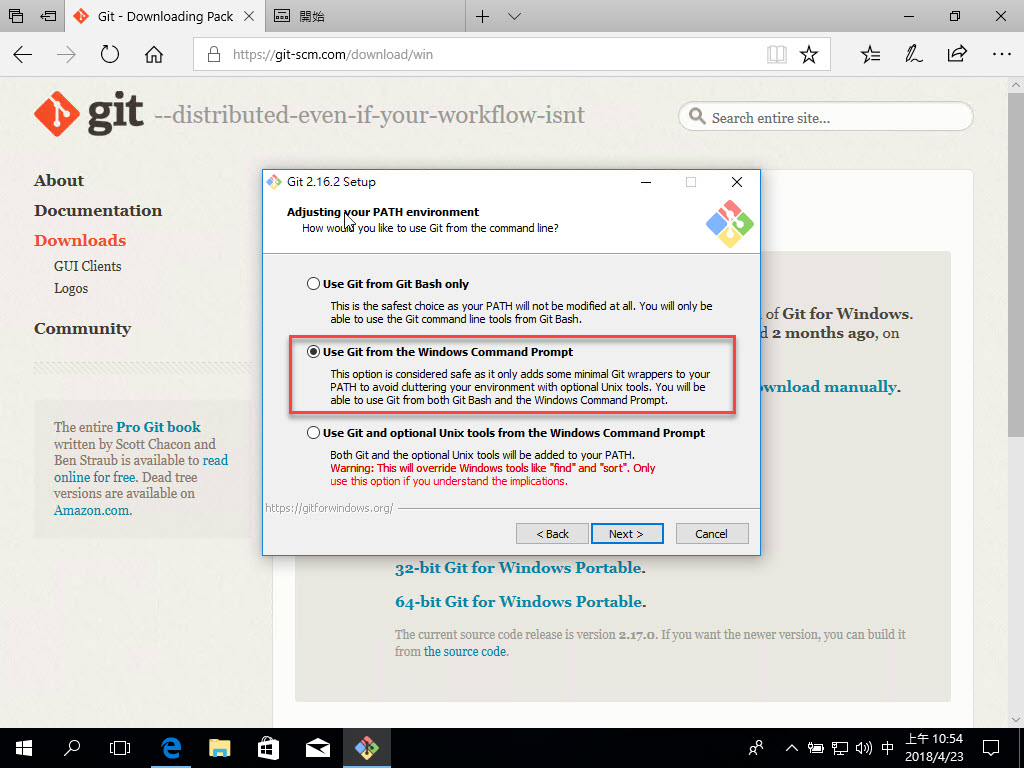 Git - Downloading Pack
開始
https://git-scm.com/download/win
git --distributed-even-if-your-workflow-isnt
Search entire site...
About
Documentation
Downloads
GUI Clients
Logos
Community
The entire Pro Git book
written by Scott Chacon and
Ben Straub is available to read
online for free. Dead tree
versions are available on
Amazon.com.
Git 2.16.2 Setup
Adjusting your PATH environment
How would you like to use Git from the command line?
Use Git from Git Bash only
This is the safest choice as your PATH will not be modified at all. You will only be
able to use the Git command line tools from Git Bash.
Use Git from the Windows Command Prompt
This option is considered safe as it only adds some minimal Git wrappers to your
PATH to avoid cluttering your environment with optional Unix tools. You will be
able to use Git from both Git Bash and the Windows Command Prompt.
Use Git and optional Unix tools from the Windows Command Prompt
Both Git and the optional Unix tools will be added to your PATH.
Warning: This will override Windows tools like "find" and "sort". Only
use this option if you understand the implications.
https://gitforwindows.org/
< Back
Next >
Cancel
of Git for Windows.
2 months ago, on
wnload manually.
32-bit Git for Windows Portable.
64-bit Git for Windows Portable.
The current source code release is version 2.17.0. If you want the newer version, you can build it
from the source code.
中
上午 10:54
2018/4/23